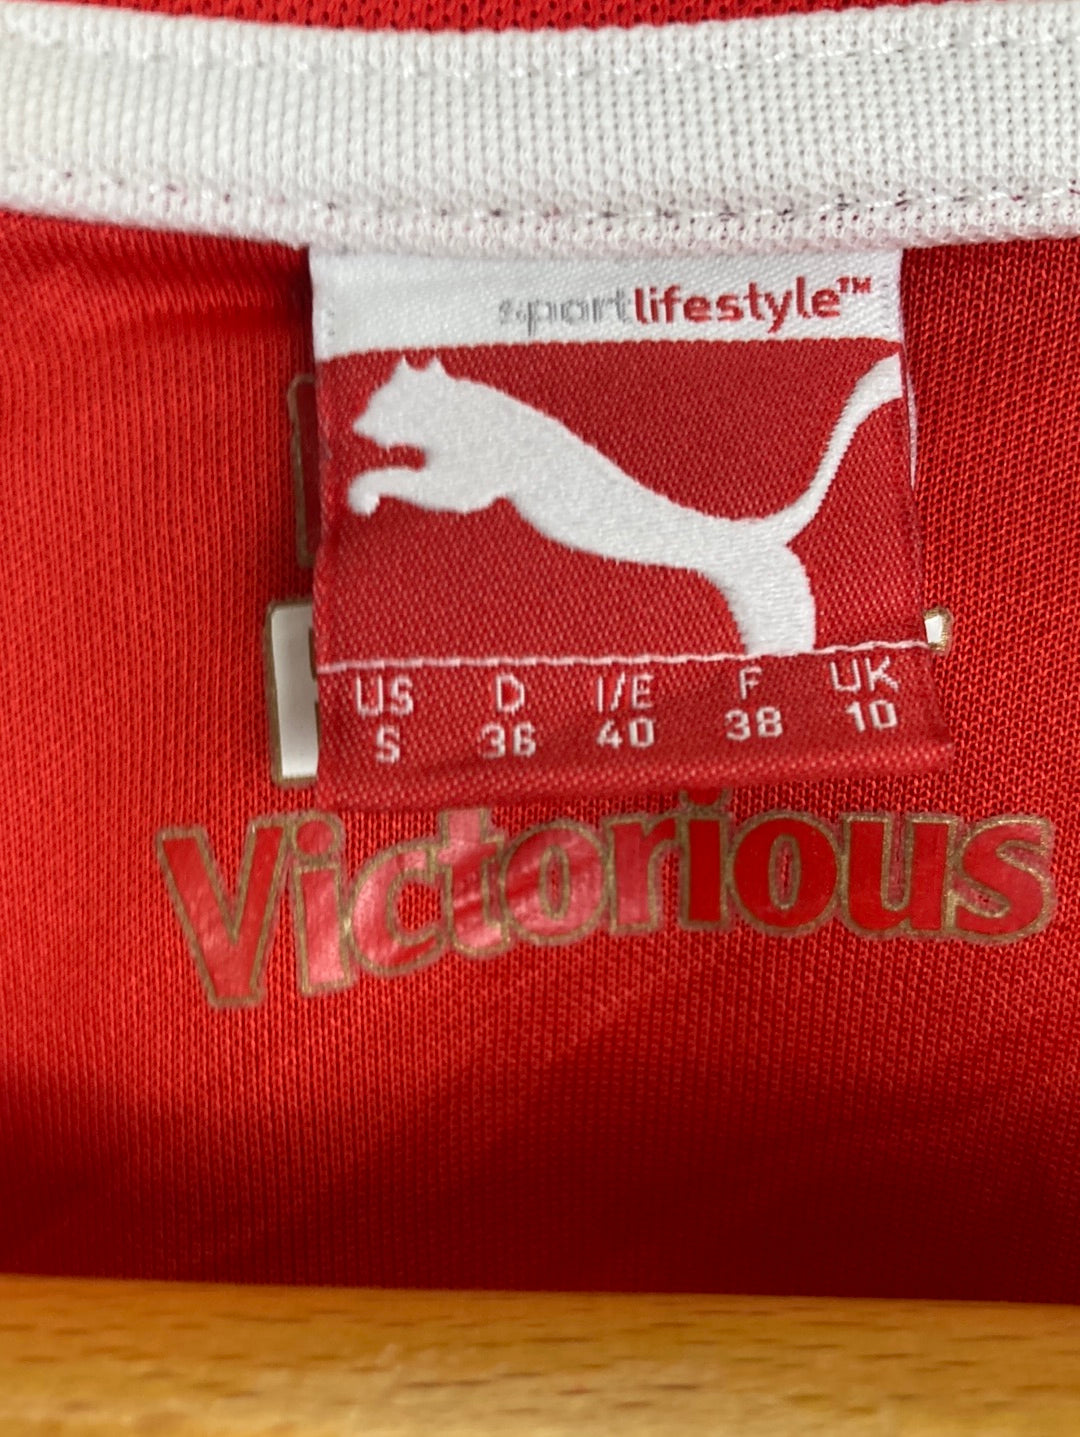 sportlifestyle™
US D I/E F UK
S 36 40 38 10
Victorious